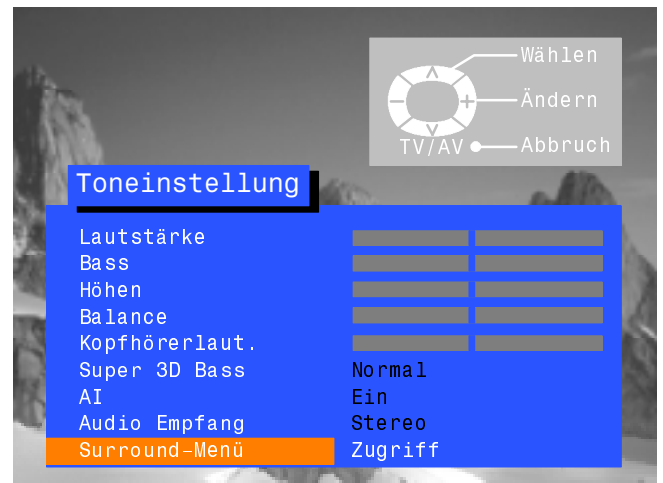 Wählen
Ändern
TV/AV Abbruch
Toneinstellung
Lautstärke
Bass
Höhen
Balance
Kopfhörerlaut.
Super 3D Bass Normal
AI Ein
Audio Empfang Stereo
Surround-Menü Zugriff